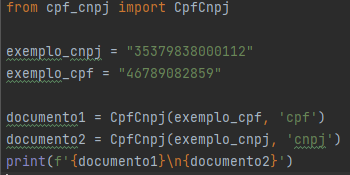 from cpf_cnpj import CpfCnpj
exemplo_cnpj = "35379838000112"
exemplo_cpf = "46789082859"
documento1 = CpfCnpj(exemplo_cpf, 'cpf')
documento2 = CpfCnpj(exemplo_cnpj, 'cnpj')
print(f'{documento1}\n{documento2}')